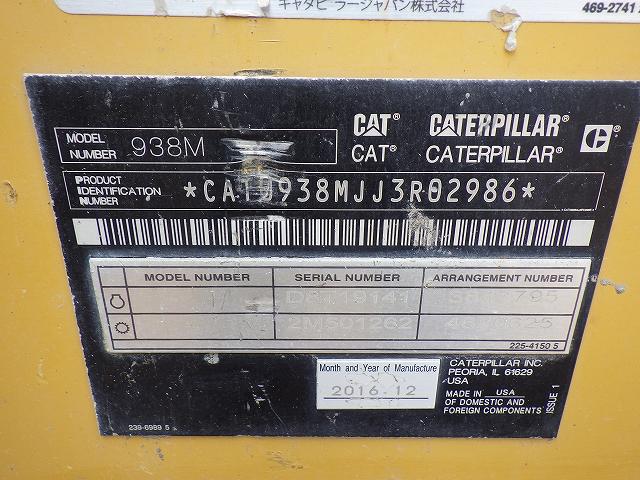 キャタピラージャパン株式会社
469-2741
MODEL NUMBER 938M
CAT® CATERPILLAR®
CAT® CATERPILLAR®
C
PRODUCT IDENTIFICATION NUMBER *CAT0938MJJ3R02986*
MODEL NUMBER SERIAL NUMBER ARRANGEMENT NUMBER
2M501262
225-4150 5
Month and Year of Manufacture
2016.12
CATERPILLAR INC.
PEORIA, IL 61629
USA
MADE IN USA
OF DOMESTIC AND
FOREIGN COMPONENTS
ISSUE 1
239-6989 5